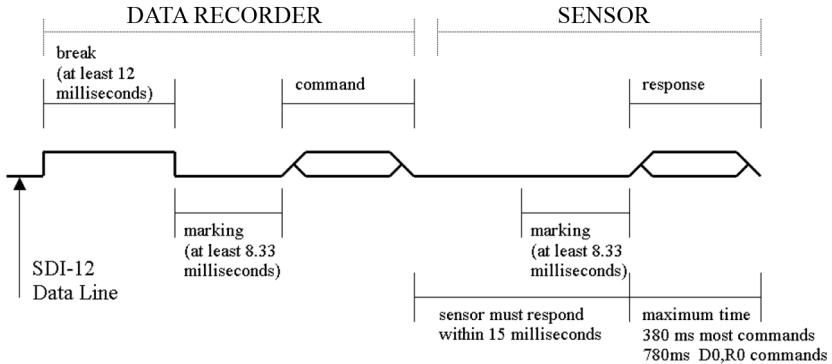 DATA RECORDER
SENSOR
break
(at least 12
milliseconds)
command
response
marking
(at least 8.33
milliseconds)
marking
(at least 8.33
milliseconds)
SDI-12
Data Line
sensor must respond
within 15 milliseconds
maximum time
380 ms most commands
780ms D0,R0 commands